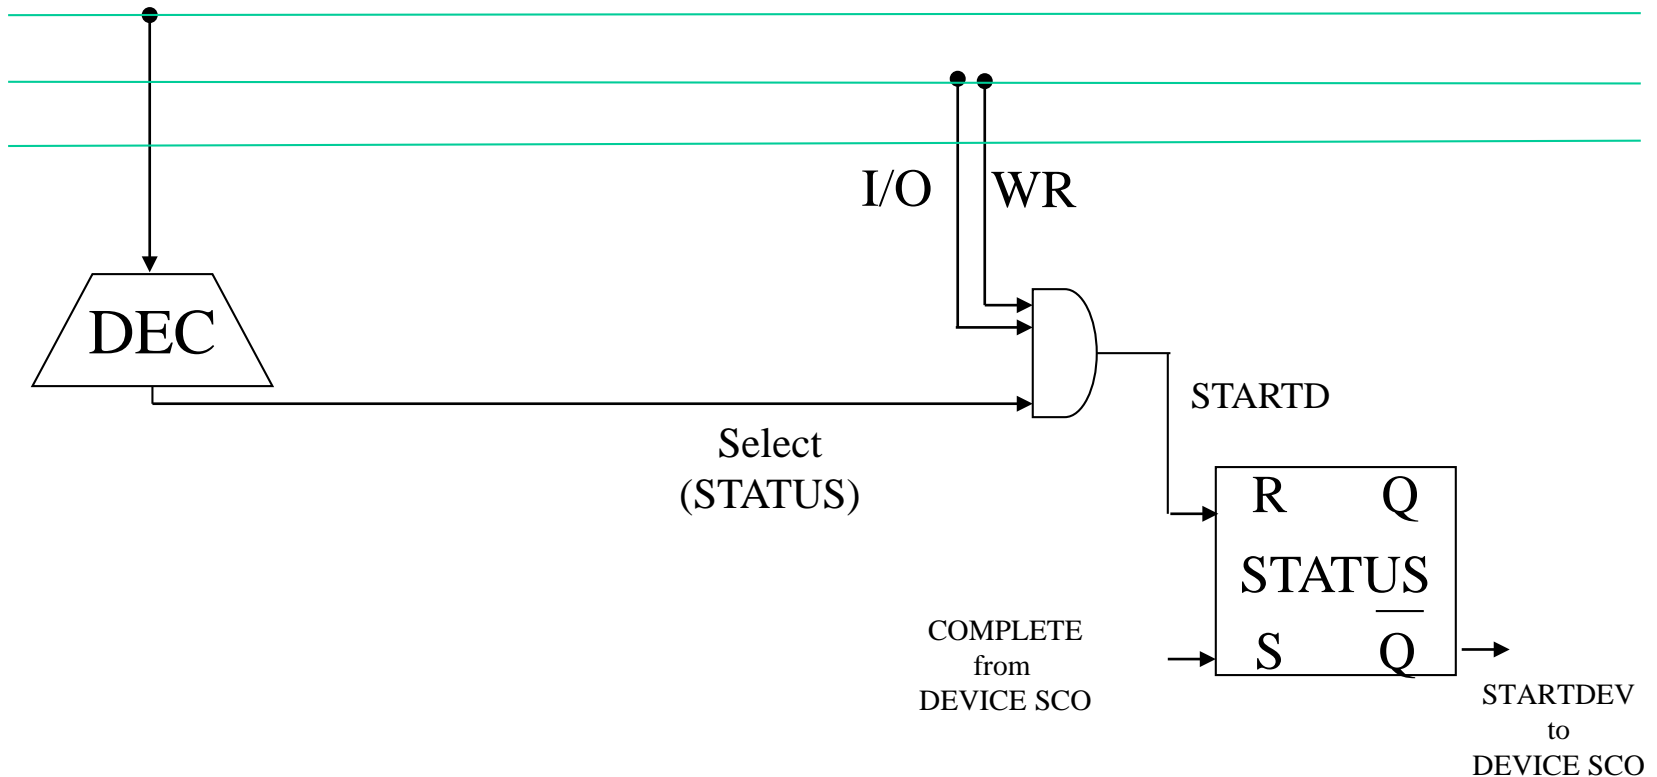 I/O
WR
DEC
STARTD
Select
(STATUS)
R Q
STATUS
S Q̅
COMPLETE
from
DEVICE SCO
STARTDEV
to
DEVICE SCO